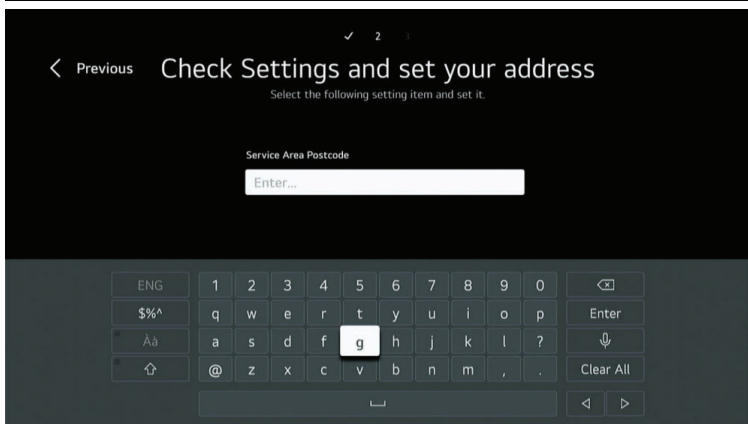 ✓ 2 3
< Previous
Check Settings and set your address
Select the following setting item and set it.
Service Area Postcode
Enter...
ENG 1 2 3 4 5 6 7 8 9 0
$%^ q w e r t y u i o p Enter
Àà a s d f g h j k l ?
@ z x c v b n m , . Clear All